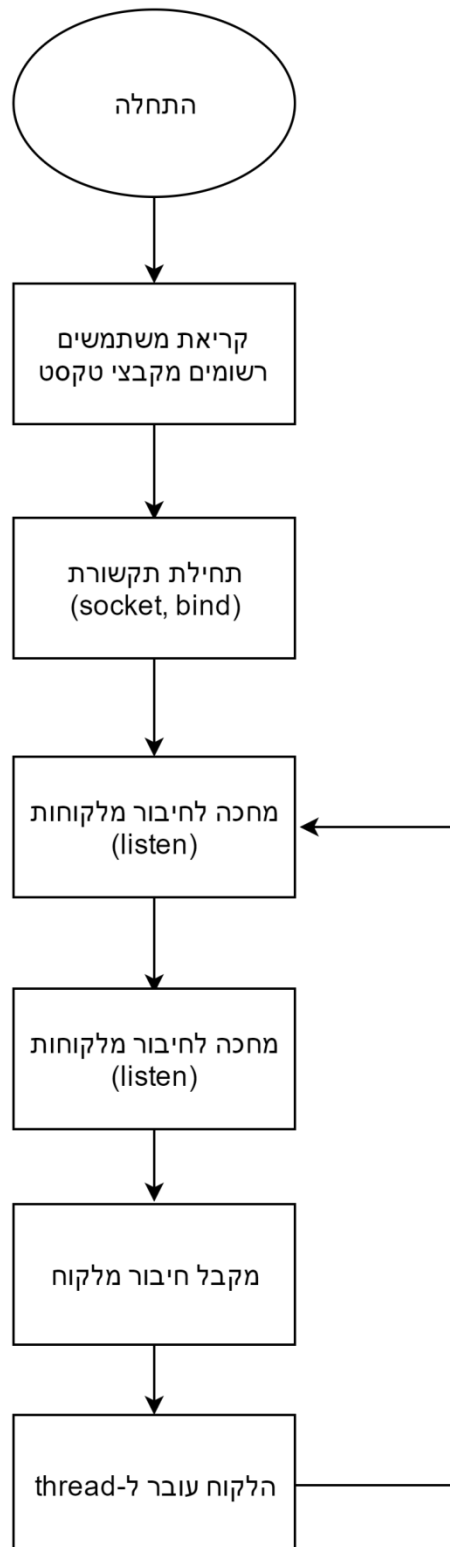 התחלה
קריאת משתמשים
רשומים מקבצי טקסט
תחילת תקשורת
(socket, bind)
מחכה לחיבור מלקוחות
(listen)
מחכה לחיבור מלקוחות
(listen)
מקבל חיבור מלקוח
הלקוח עובר ל-thread